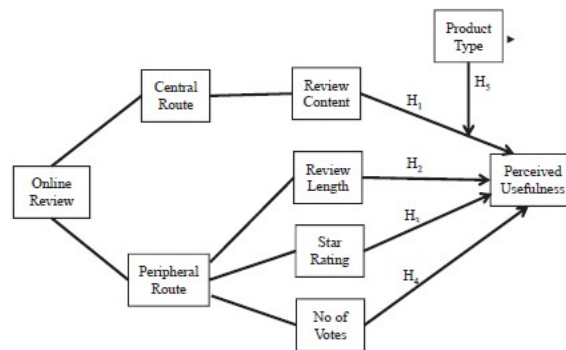 Product
Type
H5
Central
Route
Review
Content
H1
Online
Review
Review
Length
H2
Perceived
Usefulness
H3
Star
Rating
Peripheral
Route
H4
No of
Votes